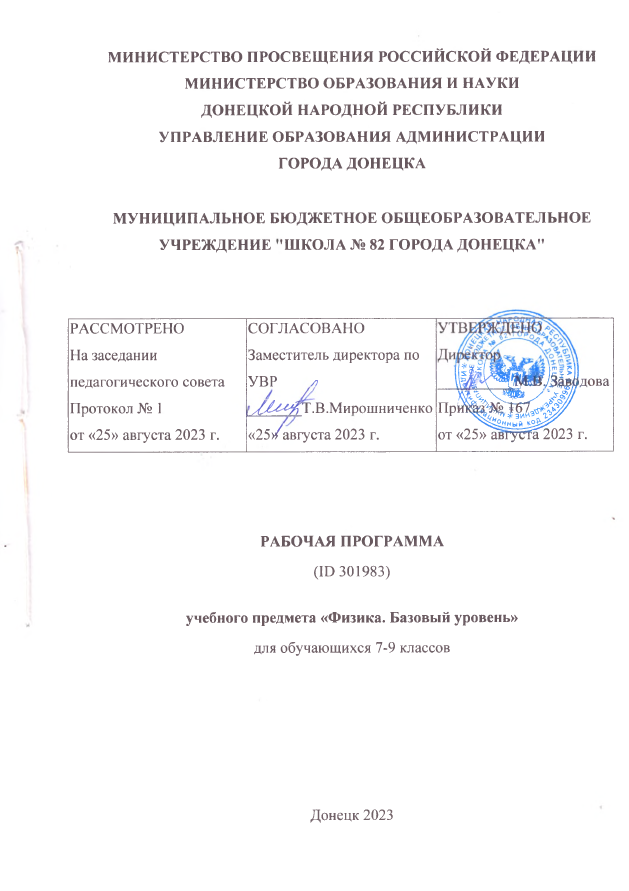 МИНИСТЕРСТВО ПРОСВЕЩЕНИЯ РОССИЙСКОЙ ФЕДЕРАЦИИ
МИНИСТЕРСТВО ОБРАЗОВАНИЯ И НАУКИ
ДОНЕЦКОЙ НАРОДНОЙ РЕСПУБЛИКИ
УПРАВЛЕНИЕ ОБРАЗОВАНИЯ АДМИНИСТРАЦИИ
ГОРОДА ДОНЕЦКА
МУНИЦИПАЛЬНОЕ БЮДЖЕТНОЕ ОБЩЕОБРАЗОВАТЕЛЬНОЕ
УЧРЕЖДЕНИЕ "ШКОЛА № 82 ГОРОДА ДОНЕЦКА"
РАССМОТРЕНО
На заседании
педагогического совета
Протокол № 1
от «25» августа 2023 г.
СОГЛАСОВАНО
Заместитель директора по
УВР
Т.В.Мирошниченко
«25» августа 2023 г.
УТВЕРЖДЕНО
Директор
М.В. Заводова
Приказ № 167
от «25» августа 2023 г.
РАБОЧАЯ ПРОГРАММА
(ID 301983)
учебного предмета «Физика. Базовый уровень»
для обучающихся 7-9 классов
Донецк 2023